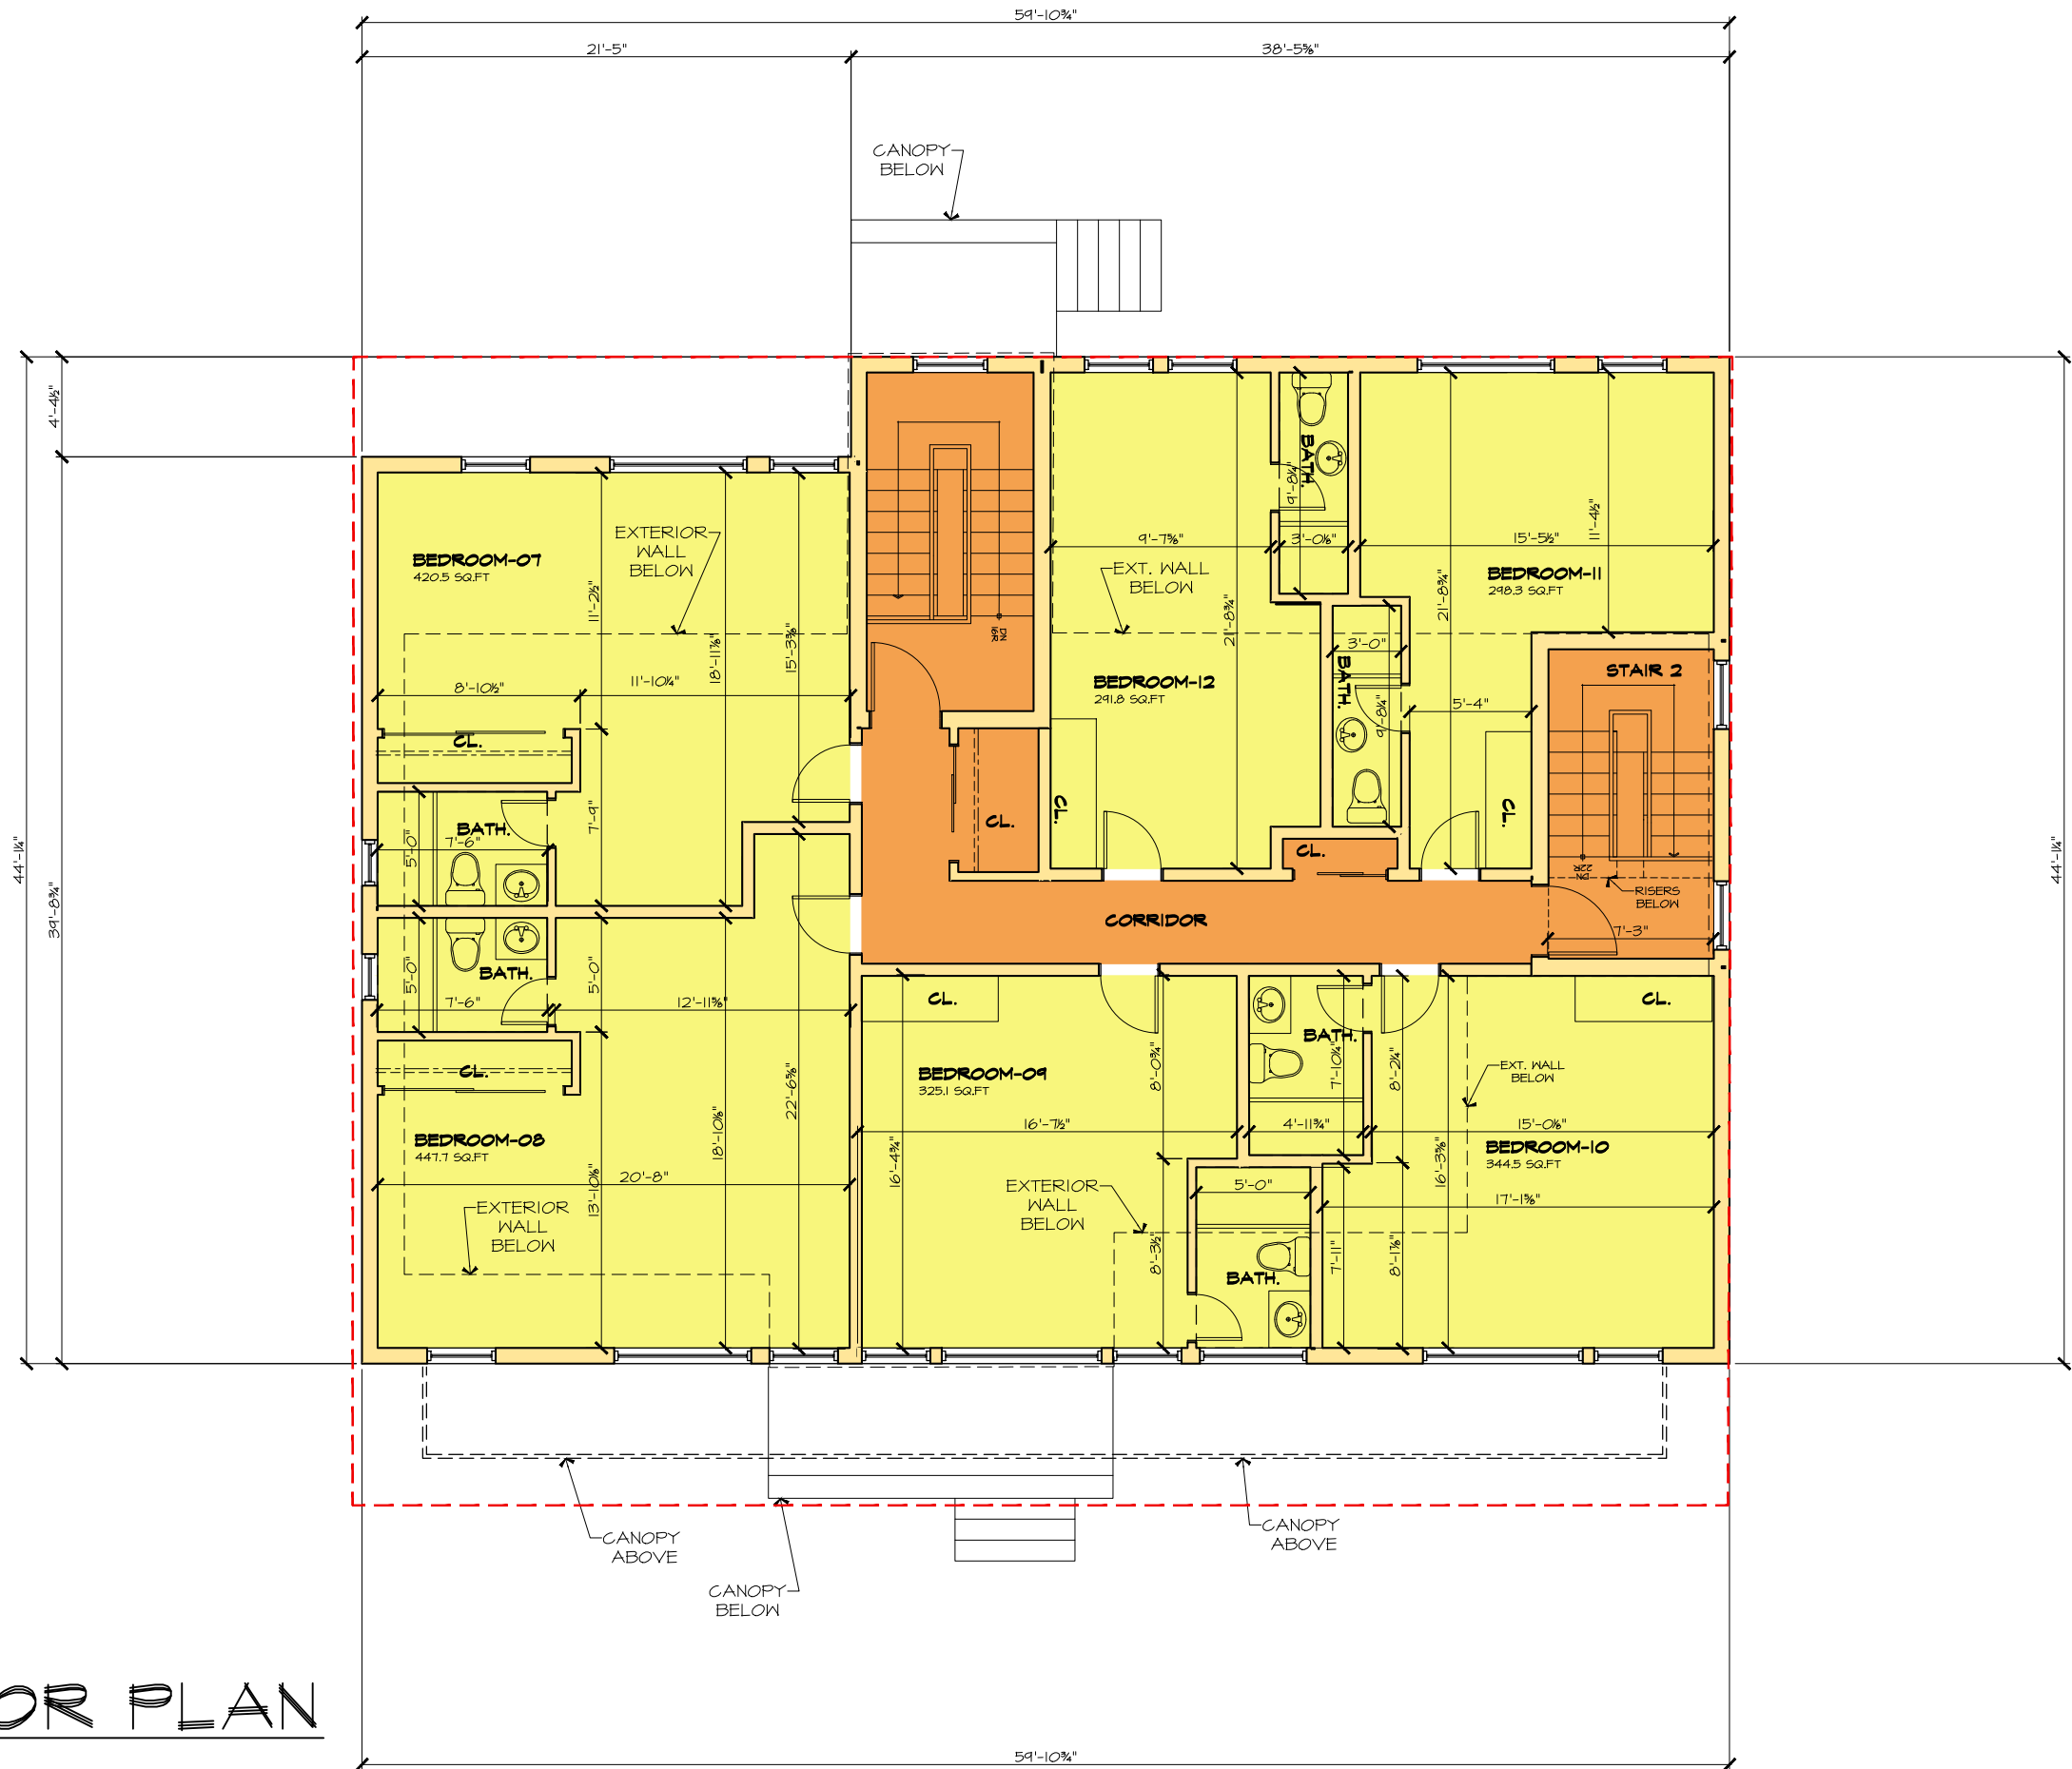 59'-10¾"
21'-5"
38'-5⅝"
CANOPY
BELOW
4'-4½"
44'-1¼"
39'-8¾"
44'-1¼"
EXTERIOR
WALL
BELOW
BEDROOM-07
420.5 SQ.FT
11'-2½"
18'-11⅞"
15'-3⅜"
8'-10½"
11'-10¼"
CL.
7'-9"
BATH.
7'-6"
5'-0"
DN
16R
CL.
9'-7⅝"
EXT. WALL
BELOW
21'-8¾"
BEDROOM-12
291.8 SQ.FT
CL.
BATH.
9'-8¼"
3'-0⅛"
3'-0"
BATH.
9'-8¼"
CL.
15'-5½"
11'-4½"
BEDROOM-11
298.3 SQ.FT
21'-8¾"
5'-4"
CL.
STAIR 2
DN
22R
RISERS
BELOW
7'-3"
CORRIDOR
5'-0"
BATH.
7'-6"
5'-0"
12'-11⅝"
CL.
BEDROOM-08
447.7 SQ.FT
20'-8"
13'-10⅛"
18'-10⅛"
22'-6⅝"
EXTERIOR
WALL
BELOW
CL.
BEDROOM-09
325.1 SQ.FT
16'-7½"
16'-4¾"
8'-0¾"
EXTERIOR
WALL
BELOW
8'-3½"
BATH.
7'-10¼"
4'-11¾"
5'-0"
BATH.
7'-11"
8'-2¼"
8'-1⅞"
16'-3⅝"
CL.
EXT. WALL
BELOW
15'-0⅛"
BEDROOM-10
344.5 SQ.FT
17'-1⅝"
CANOPY
ABOVE
CANOPY
BELOW
CANOPY
ABOVE
OR PLAN
59'-10¾"